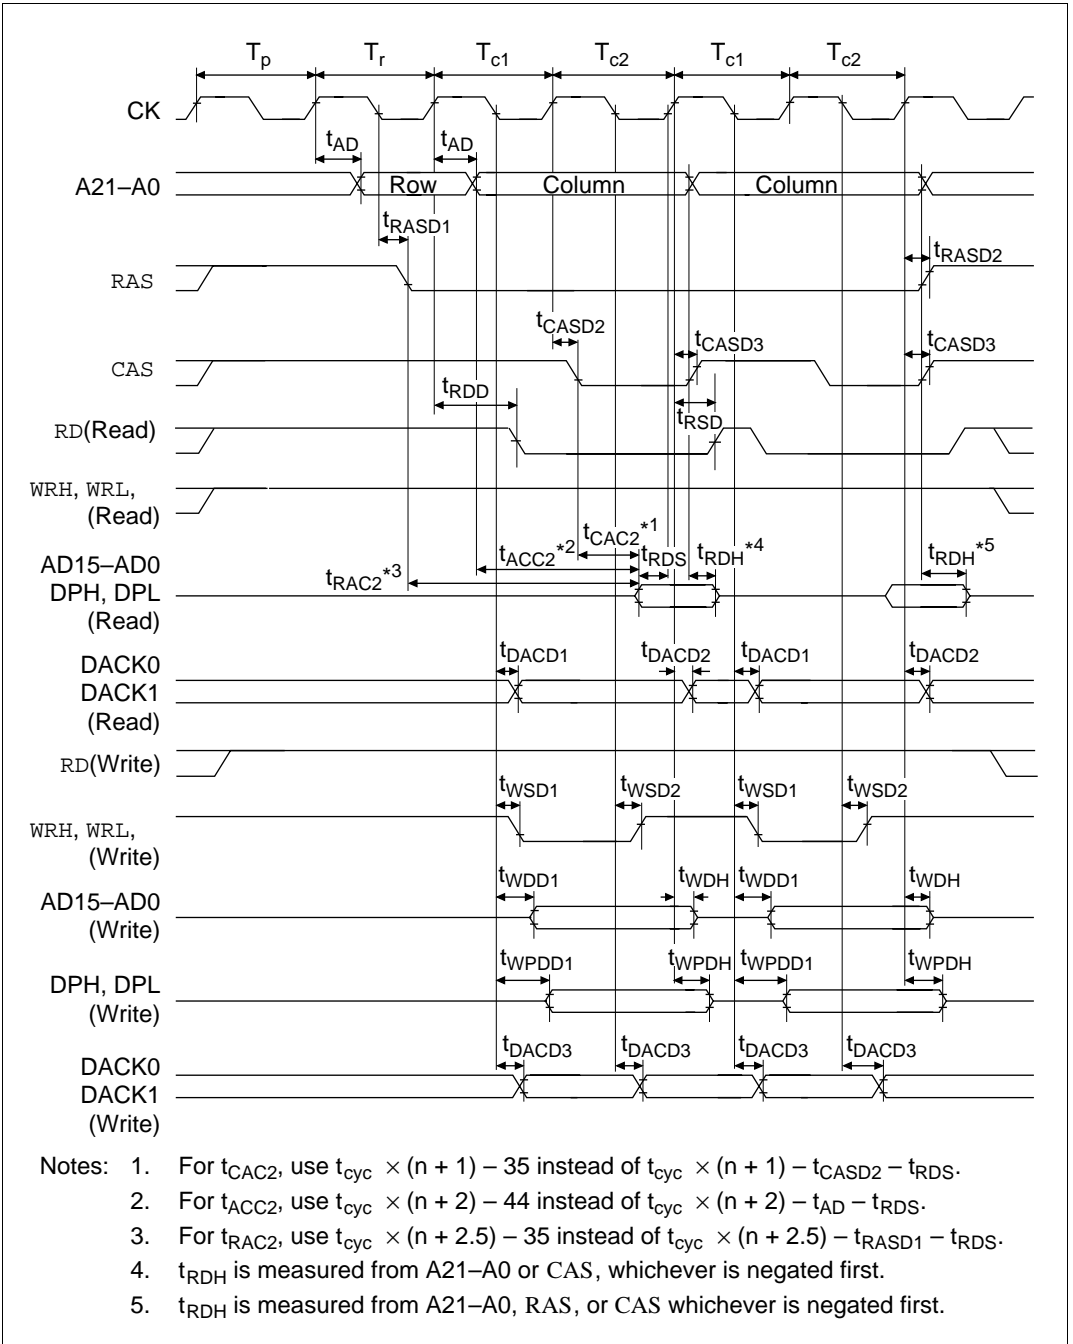 Tp Tr Tc1 Tc2 Tc1 Tc2
CK
tAD tAD
A21–A0 Row Column Column
tRASD1
tRASD2
RAS
tCASD2
tCASD3 tCASD3
CAS
tRDD
tRSD
RD(Read)
WRH, WRL,
(Read)
tCAC2*1
tACC2*2 tRDS tRDH*4 tRDH*5
tRAC2*3
AD15–AD0
DPH, DPL
(Read)
tDACD1 tDACD2 tDACD1 tDACD2
DACK0
DACK1
(Read)
RD(Write)
tWSD1 tWSD2 tWSD1 tWSD2
WRH, WRL,
(Write)
tWDD1 tWDH tWDD1 tWDH
AD15–AD0
(Write)
tWPDD1 tWPDH tWPDD1 tWPDH
DPH, DPL
(Write)
tDACD3 tDACD3 tDACD3 tDACD3
DACK0
DACK1
(Write)
Notes: 1. For tCAC2, use tcyc × (n + 1) – 35 instead of tcyc × (n + 1) – tCASD2 – tRDS.
2. For tACC2, use tcyc × (n + 2) – 44 instead of tcyc × (n + 2) – tAD – tRDS.
3. For tRAC2, use tcyc × (n + 2.5) – 35 instead of tcyc × (n + 2.5) – tRASD1 – tRDS.
4. tRDH is measured from A21–A0 or CAS, whichever is negated first.
5. tRDH is measured from A21–A0, RAS, or CAS whichever is negated first.